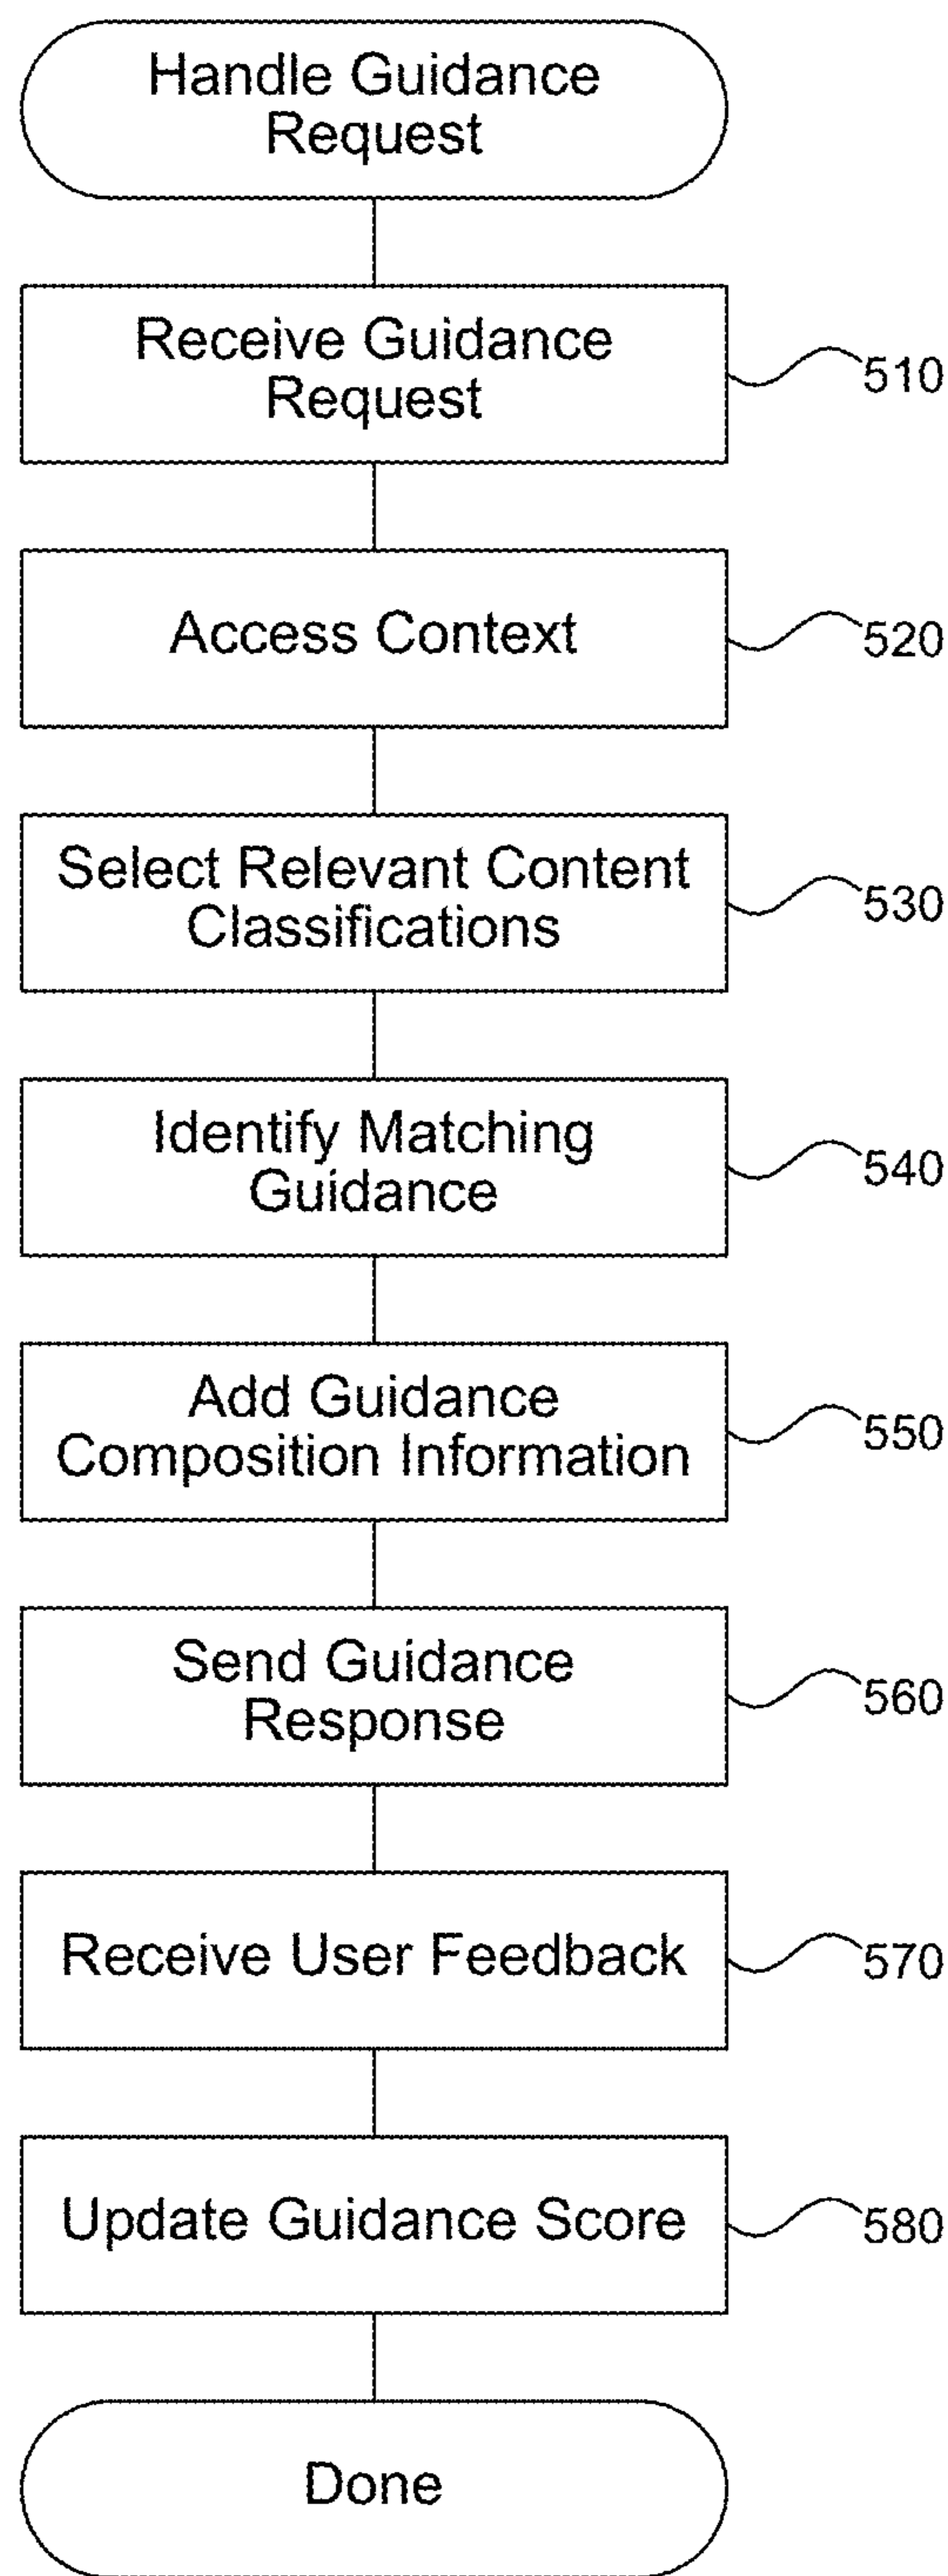 Handle Guidance
Request
Receive Guidance
Request
510
Access Context
520
Select Relevant Content
Classifications
530
Identify Matching
Guidance
540
Add Guidance
Composition Information
550
Send Guidance
Response
560
Receive User Feedback
570
Update Guidance Score
580
Done